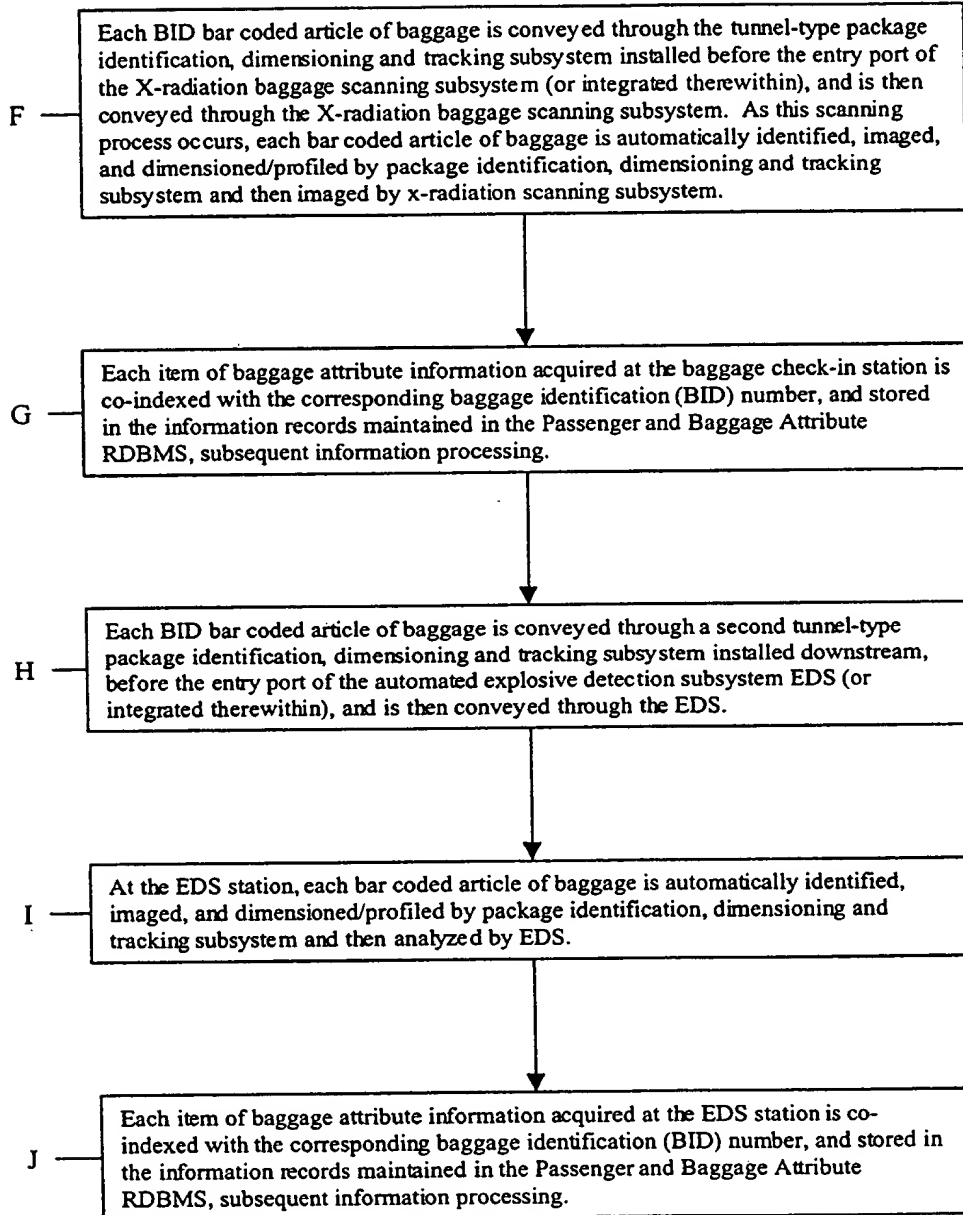 Each BID bar coded article of baggage is conveyed through the tunnel-type package
identification, dimensioning and tracking subsystem installed before the entry port of
the X-radiation baggage scanning subsystem (or integrated therewithin), and is then
F
conveyed through the X-radiation baggage scanning subsystem. As this scanning
process occurs, each bar coded article of baggage is automatically identified, imaged,
and dimensioned/profiled by package identification, dimensioning and tracking
subsystem and then imaged by x-radiation scanning subsystem.
Each item of baggage attribute information acquired at the baggage check-in station is
G
co-indexed with the corresponding baggage identification (BID) number, and stored
in the information records maintained in the Passenger and Baggage Attribute
RDBMS, subsequent information processing.
Each BID bar coded article of baggage is conveyed through a second tunnel-type
H
package identification, dimensioning and tracking subsystem installed downstream,
before the entry port of the automated explosive detection subsystem EDS (or
integrated therewithin), and is then conveyed through the EDS.
At the EDS station, each bar coded article of baggage is automatically identified,
I
imaged, and dimensioned/profiled by package identification, dimensioning and
tracking subsystem and then analyzed by EDS.
Each item of baggage attribute information acquired at the EDS station is co-
indexed with the corresponding baggage identification (BID) number, and stored in
J
the information records maintained in the Passenger and Baggage Attribute
RDBMS, subsequent information processing.